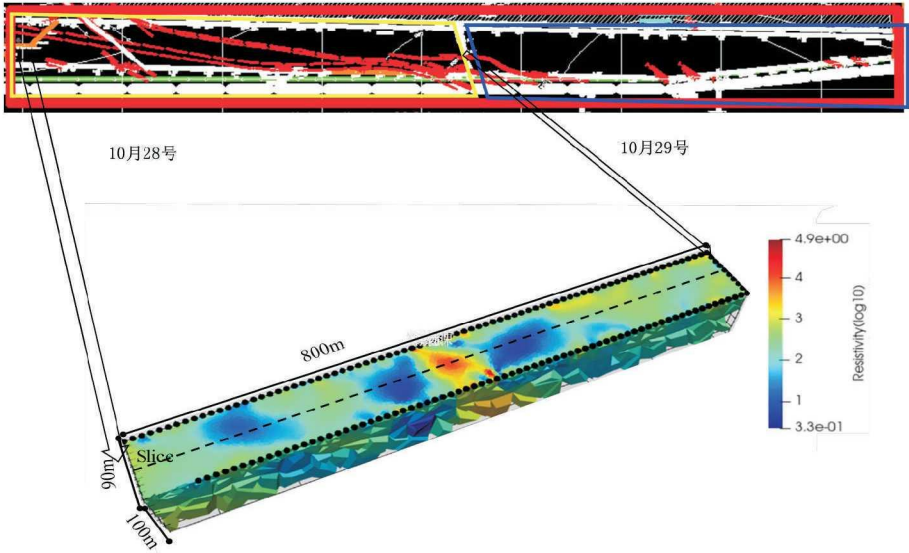 10月28号
10月29号
4.9e+00
4
3
2
1
3.3e-01
Resistivity(log10)
800m
Slice
90m
100m